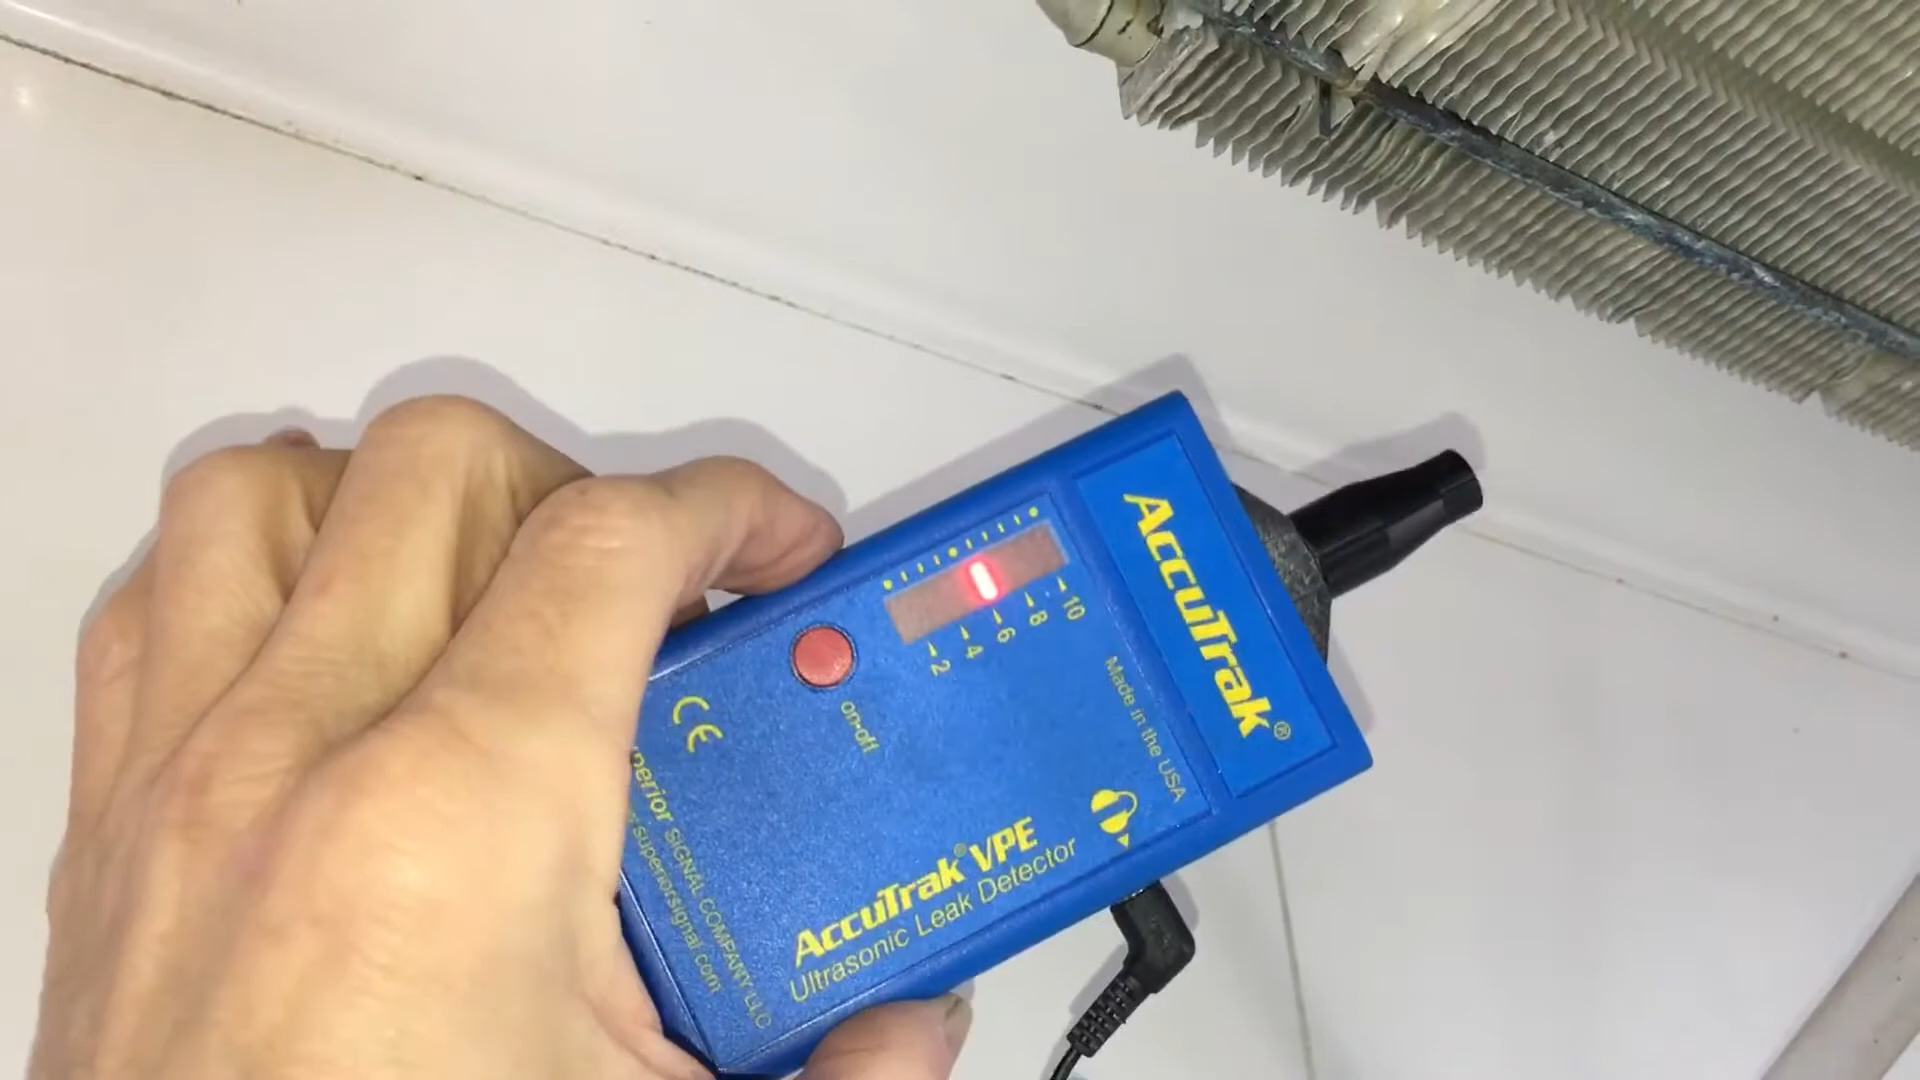 AccuTrak®
2 4 6 8 10
Made in the USA
on-off
CE
AccuTrak® VPE
Ultrasonic Leak Detector
SIGNAL COMPANY LLC
superiorsignal.com